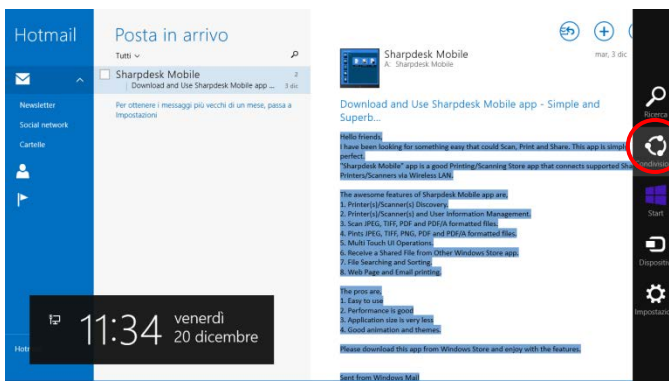 Hotmail
Newsletter
Social network
Cartelle
Posta in arrivo
Tutti
Sharpdesk Mobile
2
Download and Use Sharpdesk Mobile app ...
3 dic
Per ottenere i messaggi più vecchi di un mese, passa a
Impostazioni
11:34
venerdì
20 dicembre
Sharpdesk Mobile
mar, 3 dic
A: Sharpdesk Mobile
Download and Use Sharpdesk Mobile app - Simple and
Superb...
Hello friends,
I have been looking for something easy that could Scan, Print and Share. This app is simply
perfect.
"Sharpdesk Mobile" app is a good Printing/Scanning Store app that connects supported
Printers/Scanners via Wireless LAN.
The awesome features of Sharpdesk Mobile app are,
1. Printer(s)/Scanner(s) Discovery.
2. Printer(s)/Scanner(s) and User Information Management.
3. Scan JPEG, TIFF, PDF and PDF/A formatted files.
4. Pints JPEG, TIFF, PNG, PDF and PDF/A formatted files.
5. Multi Touch UI Operations.
6. Receive a Shared File from Other Windows Store app.
7. File Searching and Sorting.
8. Web Page and Email printing.
The pros are,
1. Easy to use
2. Performance is good
3. Application size is very less
4. Good animation and themes.
Please download this app from Windows Store and enjoy with the features.
Sent from Windows Mail
Ricerca
Start